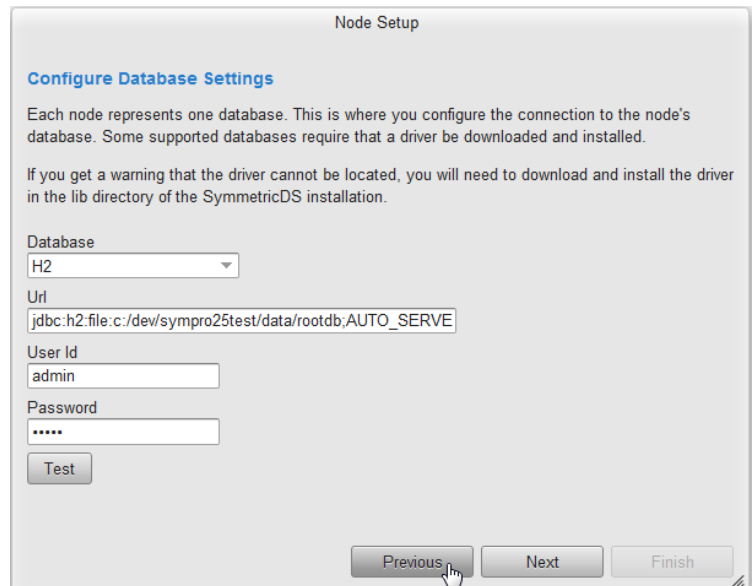 Node Setup
Configure Database Settings
Each node represents one database. This is where you configure the connection to the node's
database. Some supported databases require that a driver be downloaded and installed.
If you get a warning that the driver cannot be located, you will need to download and install the driver
in the lib directory of the SymmetricDS installation.
Database
H2
Url
jdbc:h2:file:c:/dev/sympro25test/data/rootdb;AUTO_SERVE
User Id
admin
Password
•••••
Test
Previous Next Finish